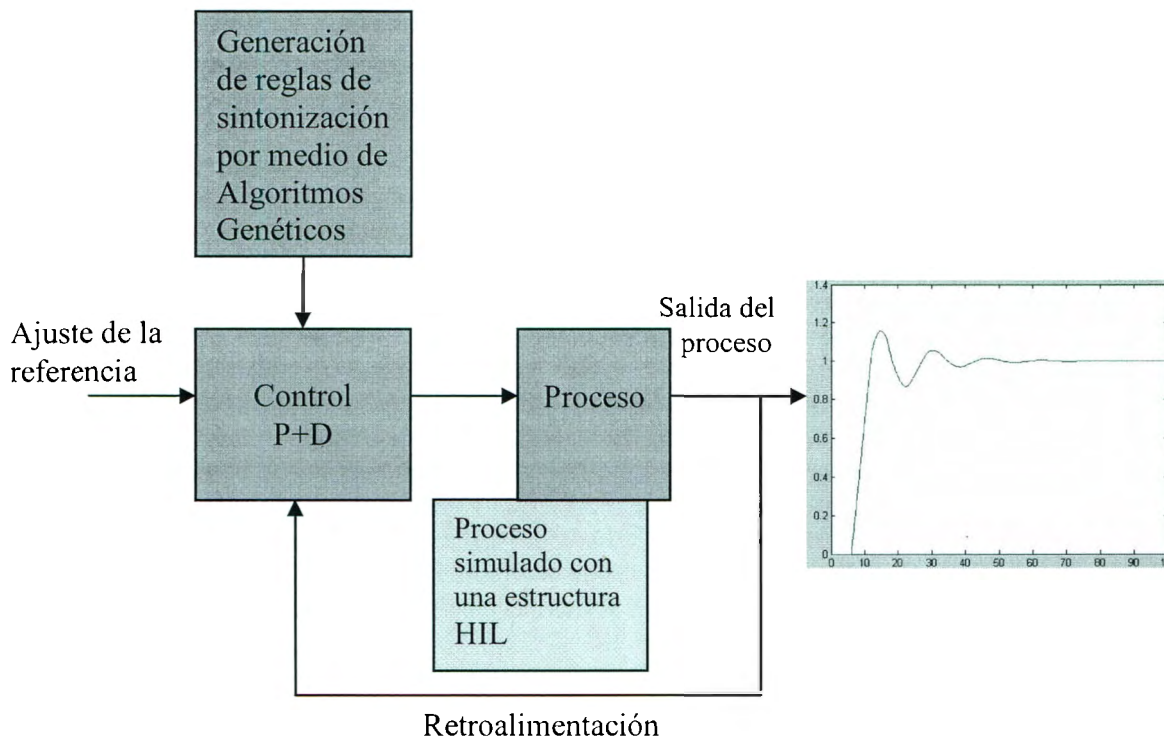 Generación
de reglas de
sintonización
por medio de
Algoritmos
Genéticos
Ajuste de la
referencia
Control
P+D
Proceso
Salida del
proceso
Proceso
simulado con
una estructura
HIL
Retroalimentación
1.4
1.2
1
0.8
0.6
0.4
0.2
0
0 10 20 30 40 50 60 70 80 90